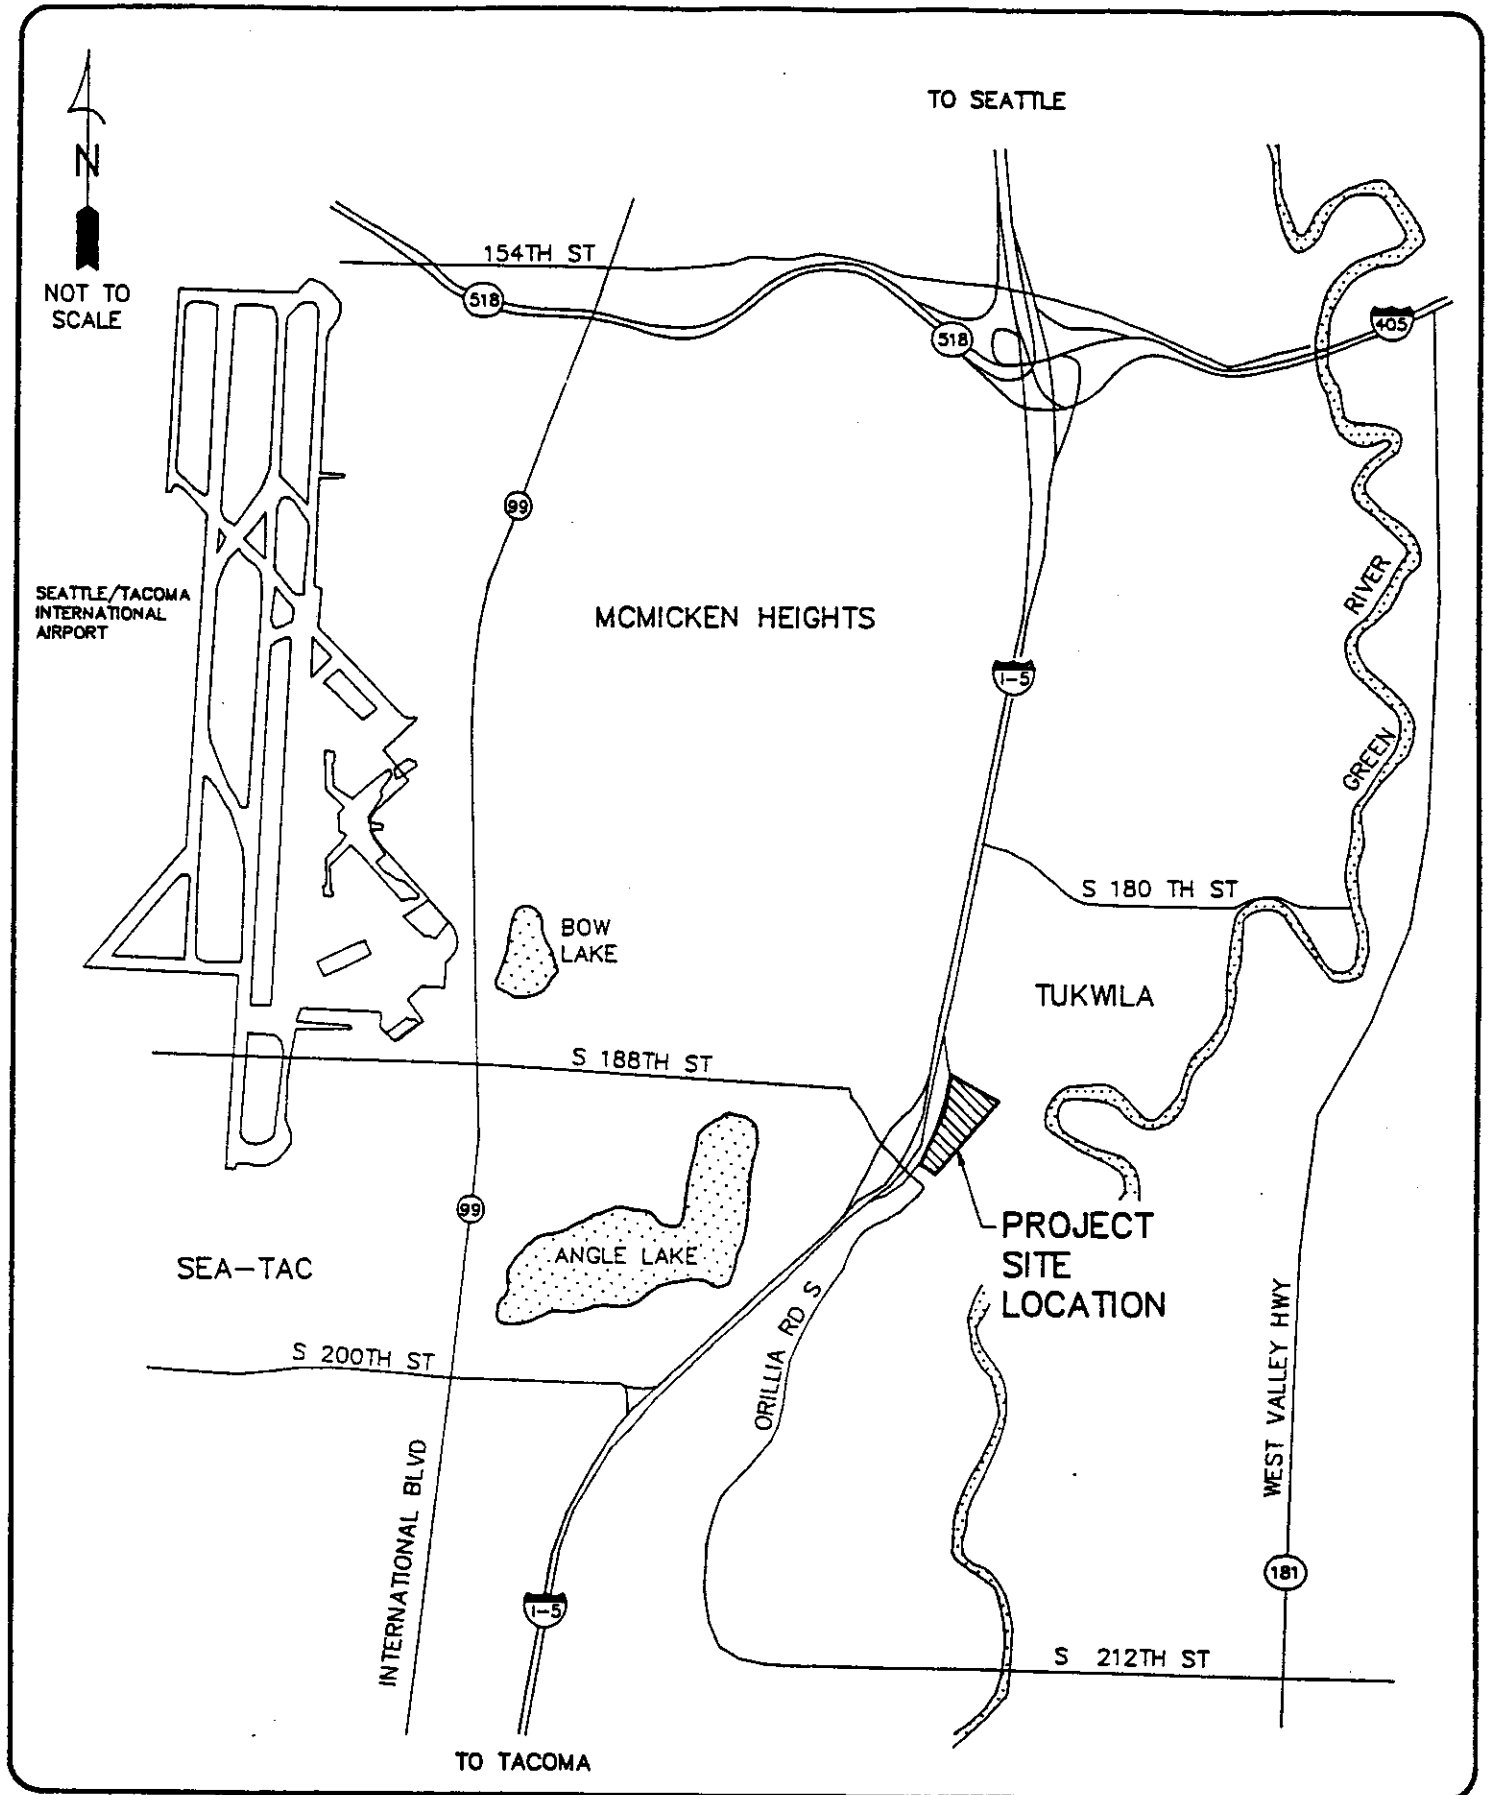 TO SEATTLE
N
NOT TO
SCALE
154TH ST
518
518
405
99
SEATTLE/TACOMA
INTERNATIONAL
AIRPORT
MCMICKEN HEIGHTS
RIVER
I-5
GREEN
S 180 TH ST
BOW
LAKE
TUKWILA
S 188TH ST
99
PROJECT
SITE
LOCATION
ANGLE LAKE
SEA-TAC
ORILLIA RD S
S 200TH ST
WEST VALLEY HWY
INTERNATIONAL BLVD
181
I-5
S 212TH ST
TO TACOMA